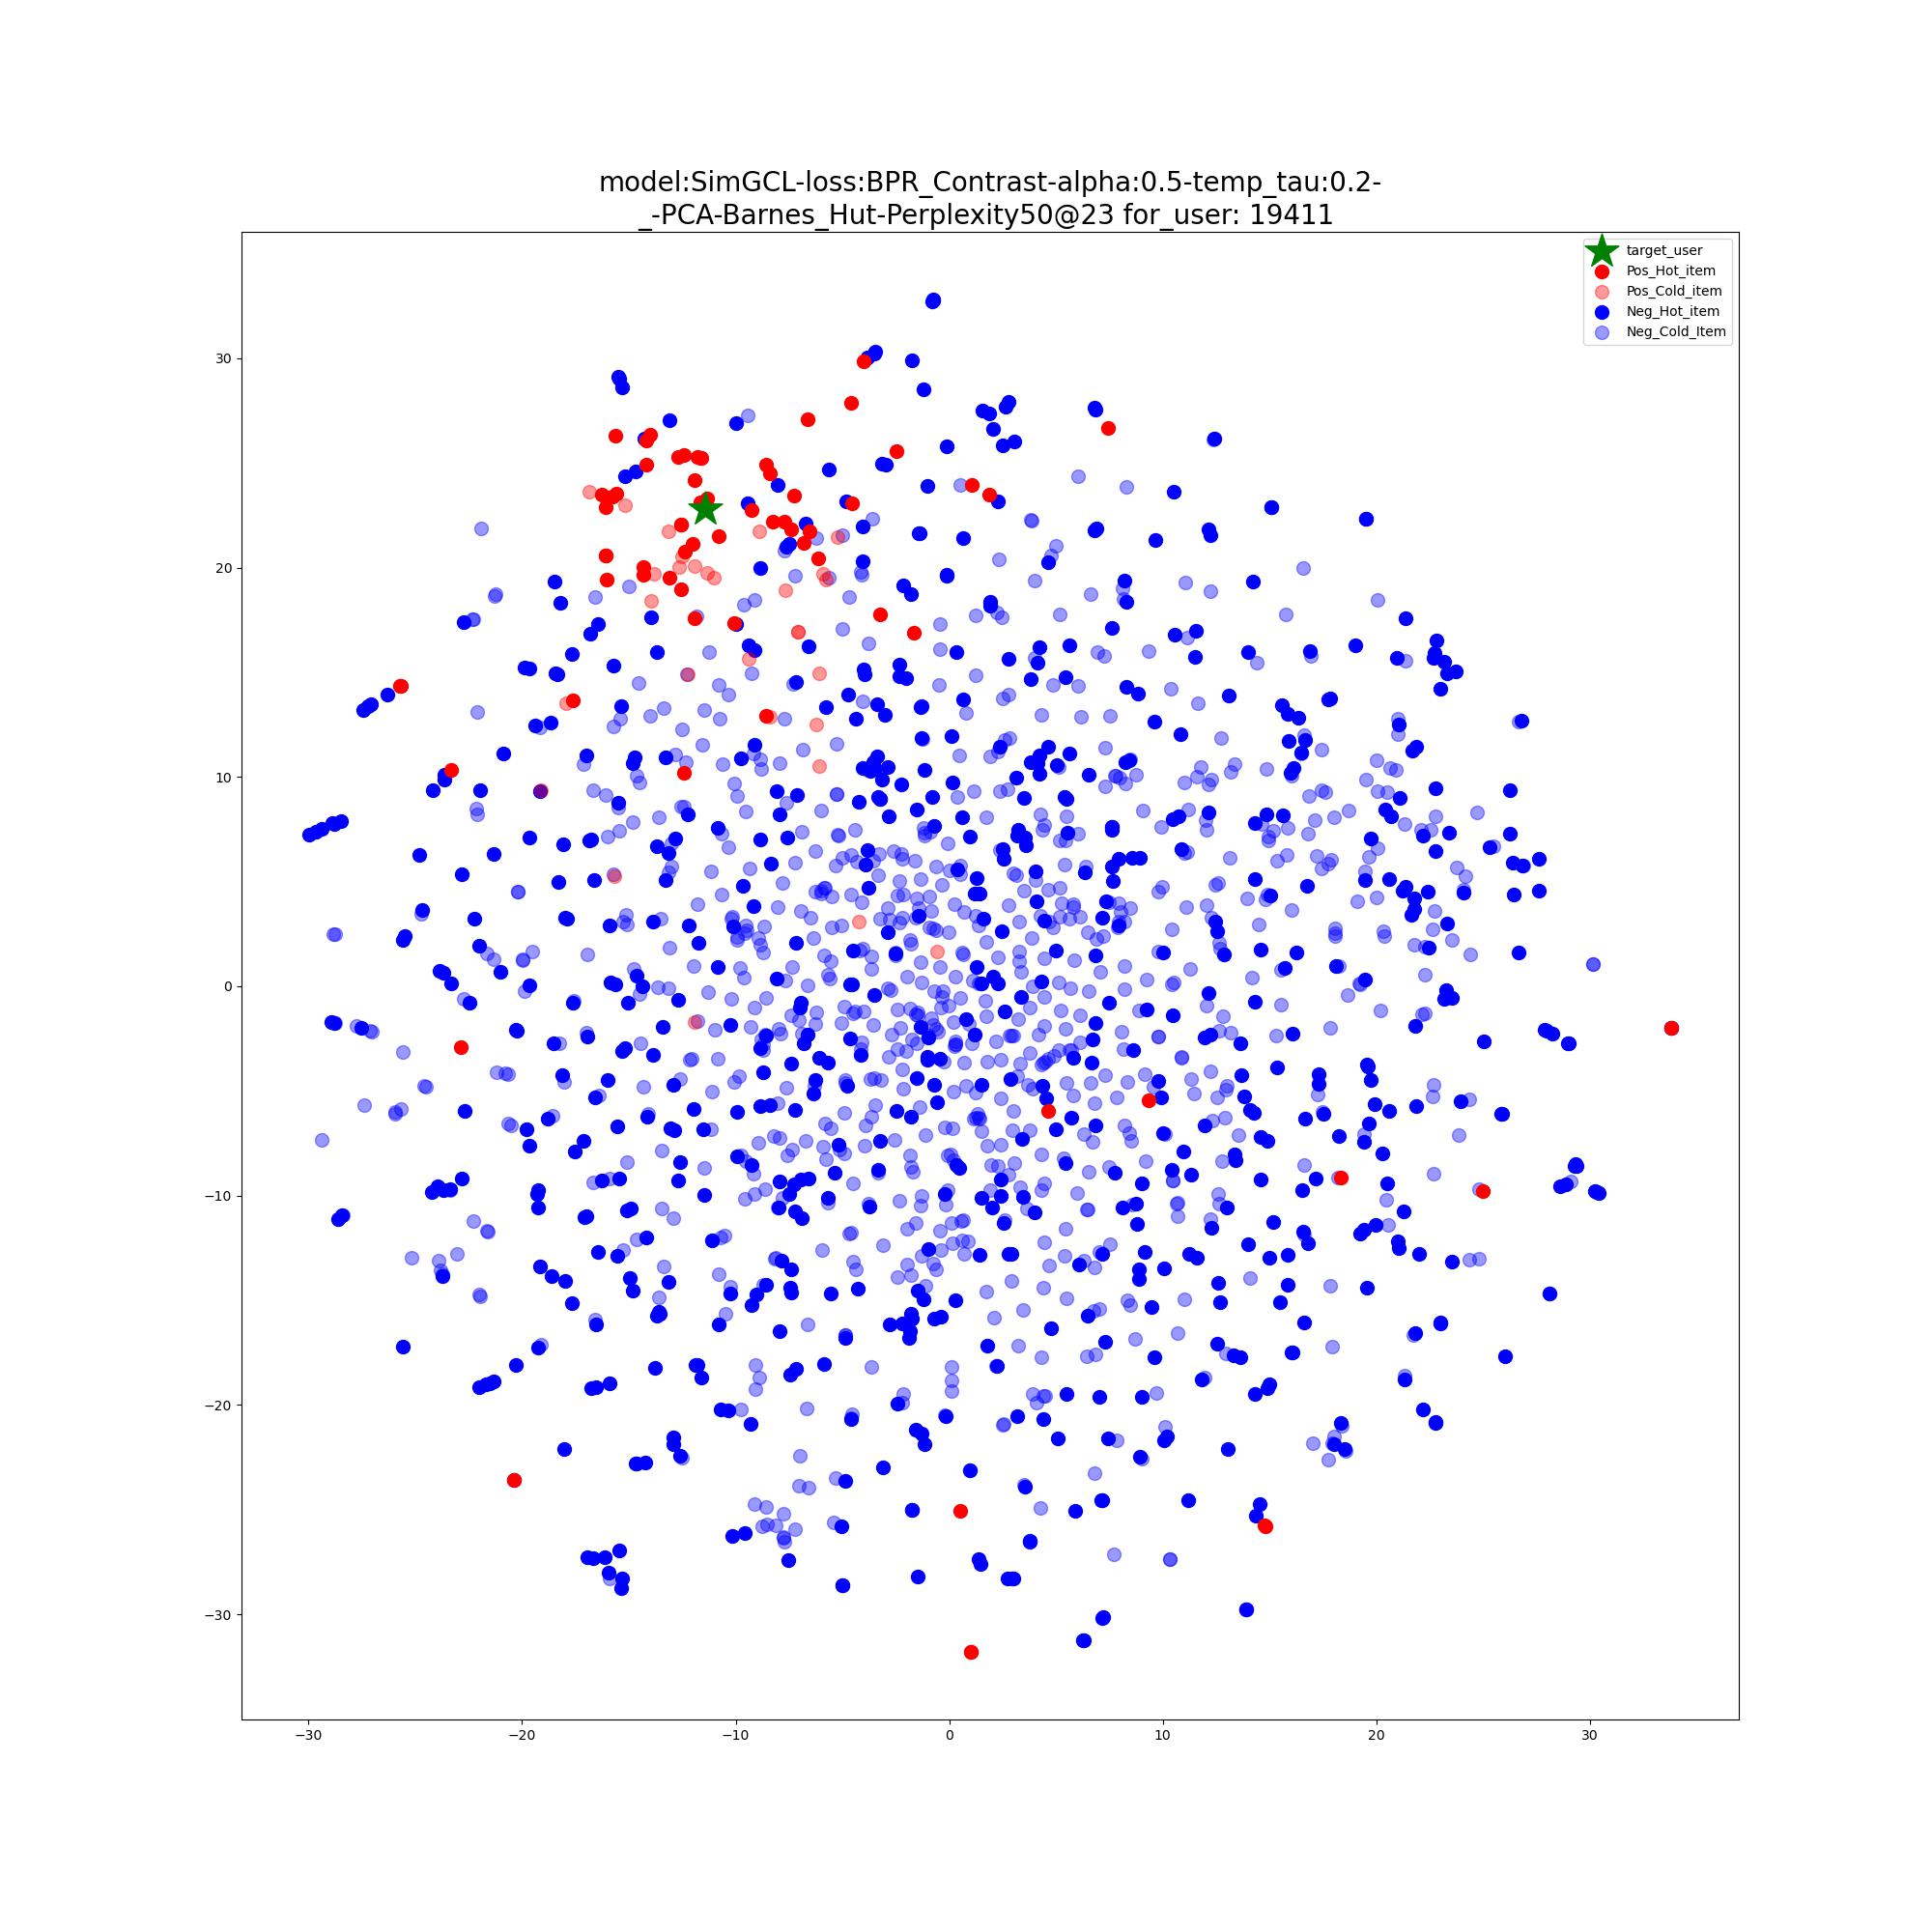 model:SimGCL-loss:BPR_Contrast-alpha:0.5-temp_tau:0.2-
_-PCA-Barnes_Hut-Perplexity50@23 for_user: 19411
target_user
Pos_Hot_item
Pos_Cold_item
Neg_Hot_item
Neg_Cold_Item
30
20
10
0
−10
−20
−30
−30 −20 −10 0 10 20 30